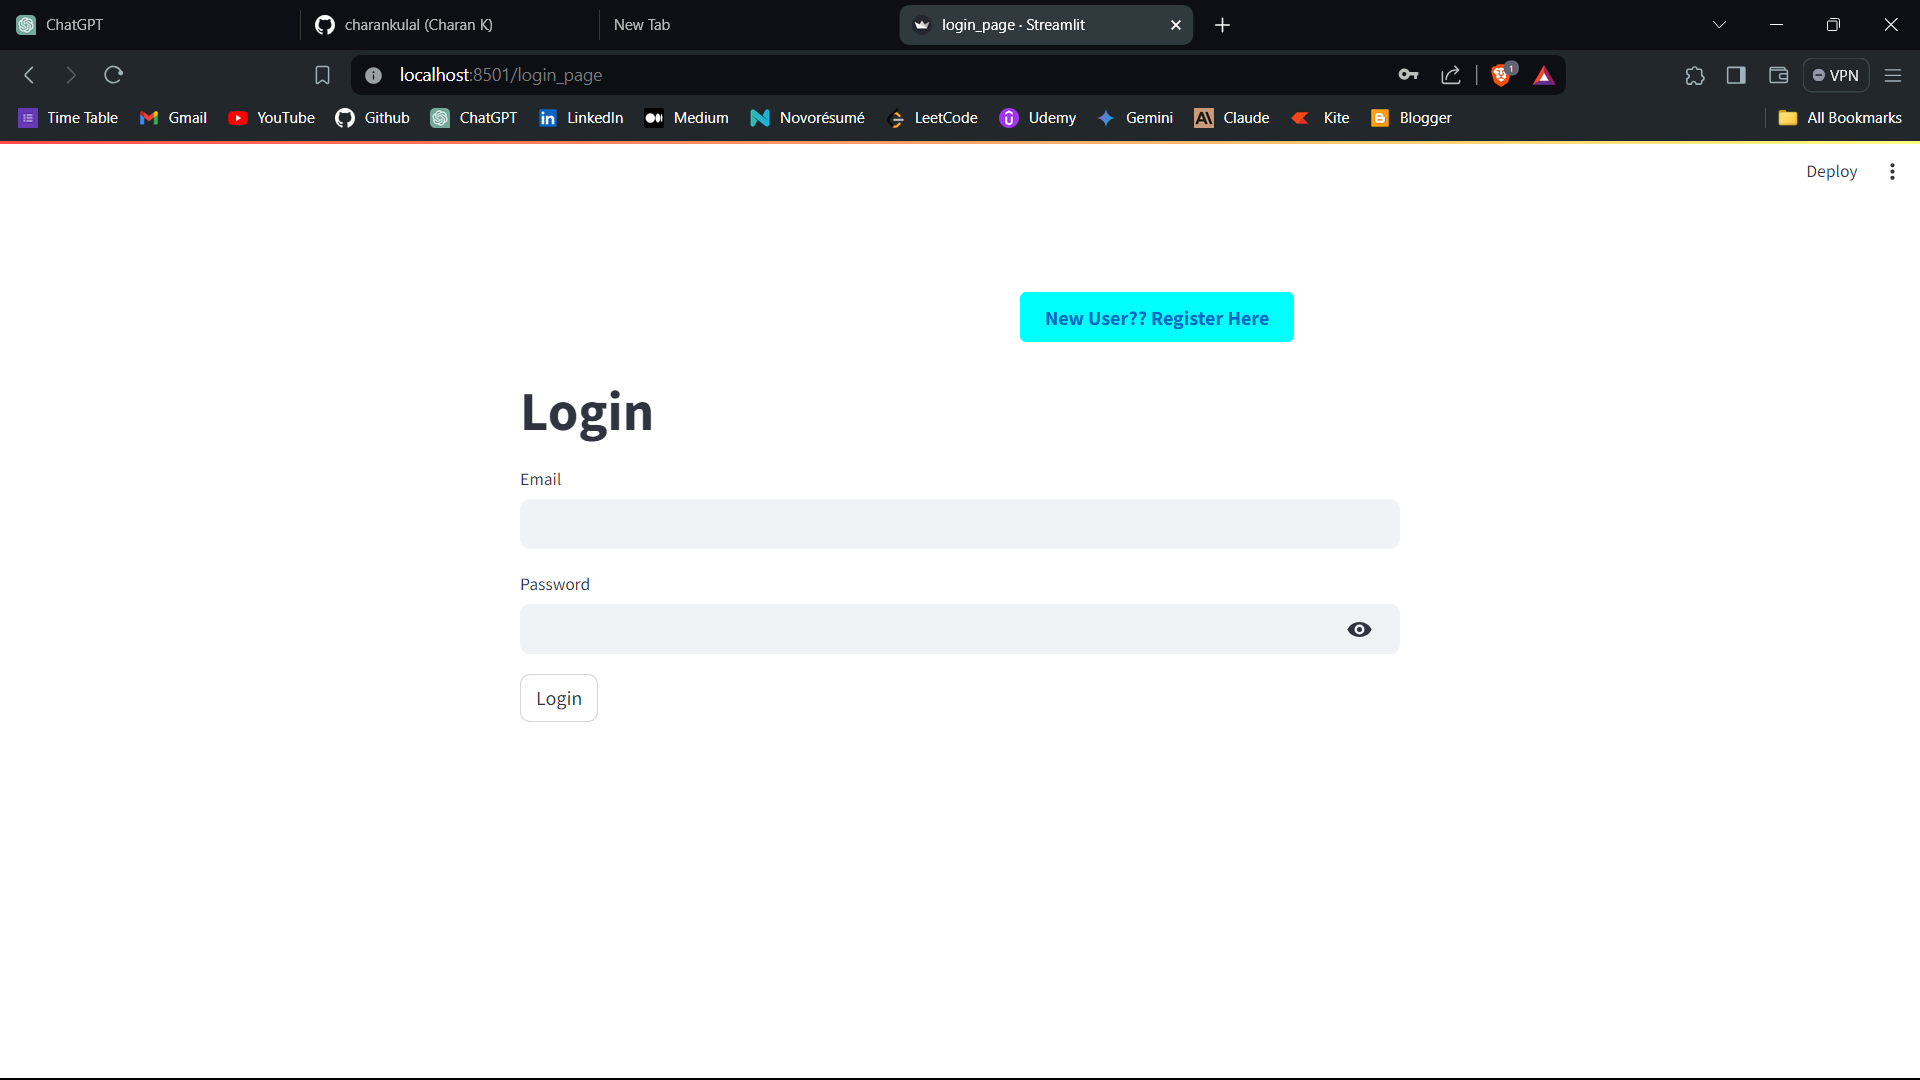 ChatGPT
charankulal (Charan K)
New Tab
login_page · Streamlit
localhost:8501/login_page
1
VPN
Time Table
Gmail
YouTube
Github
ChatGPT
LinkedIn
Medium
Novorésumé
LeetCode
Udemy
Gemini
Claude
Kite
Blogger
All Bookmarks
Deploy
New User?? Register Here
Login
Email
Password
Login